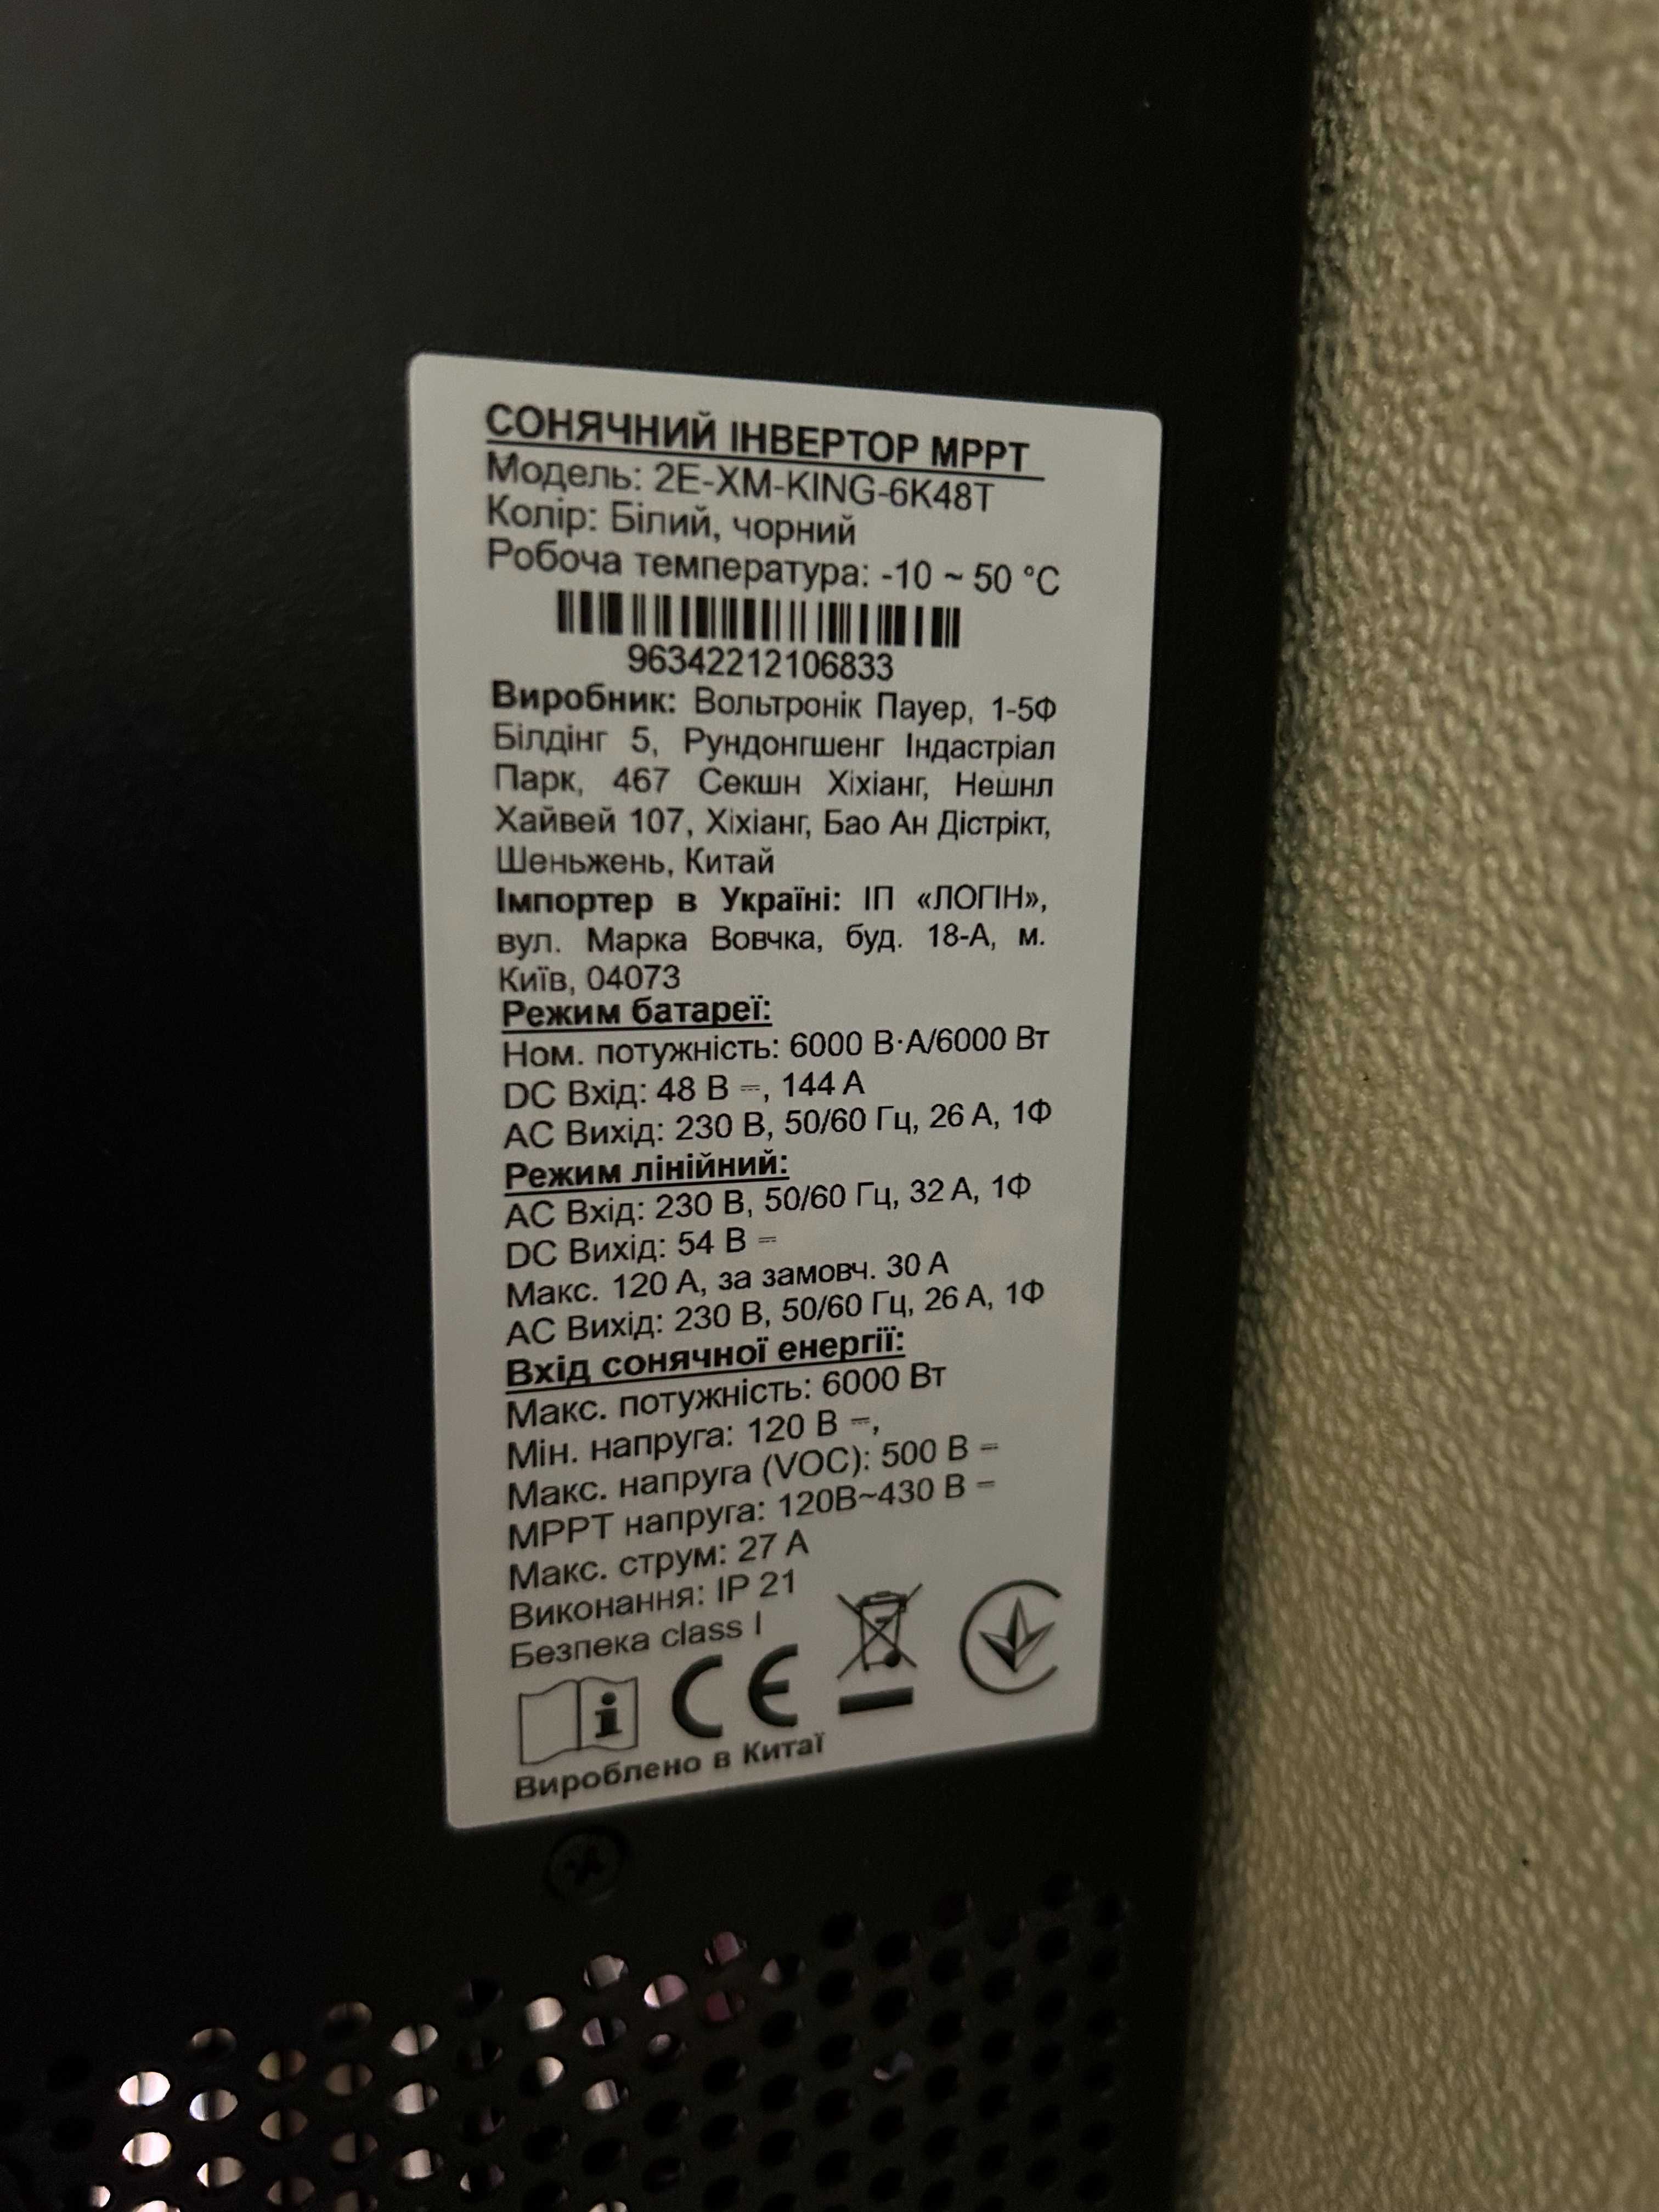 СОНЯЧНИЙ ІНВЕРТОР MPPT
Модель: 2E-XM-KING-6K48T
Колір: Білий, чорний
Робоча температура: -10 ~ 50 °C
96342212106833
Виробник: Вольтронік Пауер, 1-5Ф
Білдінг 5, Рундонгшенг Індастріал
Парк, 467 Секшн Хіхіанг, Нешнл
Хайвей 107, Хіхіанг, Бао Ан Дістрікт,
Шеньжень, Китай
Імпортер в Україні: ІП «ЛОГІН»,
вул. Марка Вовчка, буд. 18-А, м.
Київ, 04073
Режим батареї:
Ном. потужність: 6000 В·А/6000 Вт
DC Вхід: 48 В ⎓, 144 А
AC Вихід: 230 В, 50/60 Гц, 26 А, 1Ф
Режим лінійний:
AC Вхід: 230 В, 50/60 Гц, 32 А, 1Ф
DC Вихід: 54 В ⎓
Макс. 120 А, за замовч. 30 А
AC Вихід: 230 В, 50/60 Гц, 26 А, 1Ф
Вхід сонячної енергії:
Макс. потужність: 6000 Вт
Мін. напруга: 120 В ⎓,
Макс. напруга (VOC): 500 В ⎓
MPPT напруга: 120В~430 В ⎓
Макс. струм: 27 А
Виконання: IP 21
Безпека class I
CE
Вироблено в Китаї